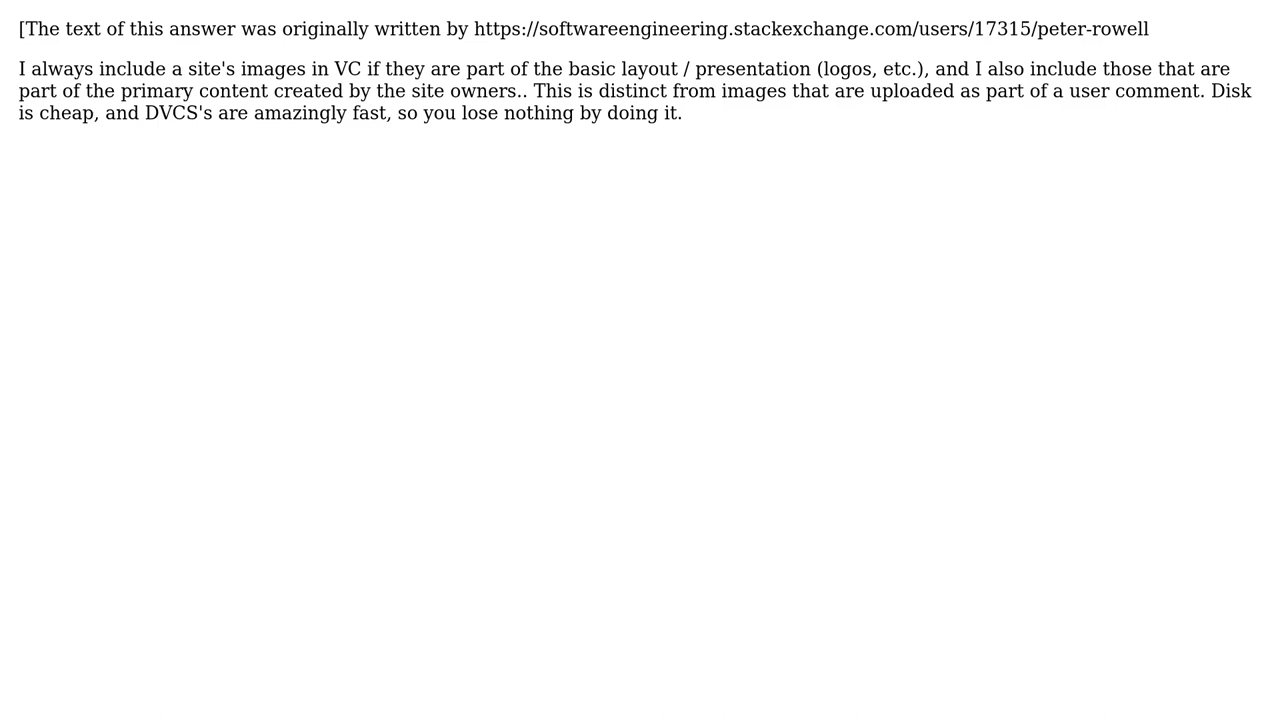 [The text of this answer was originally written by https://softwareengineering.stackexchange.com/users/17315/peter-rowell
I always include a site's images in VC if they are part of the basic layout / presentation (logos, etc.), and I also include those that are
part of the primary content created by the site owners.. This is distinct from images that are uploaded as part of a user comment. Disk
is cheap, and DVCS's are amazingly fast, so you lose nothing by doing it.